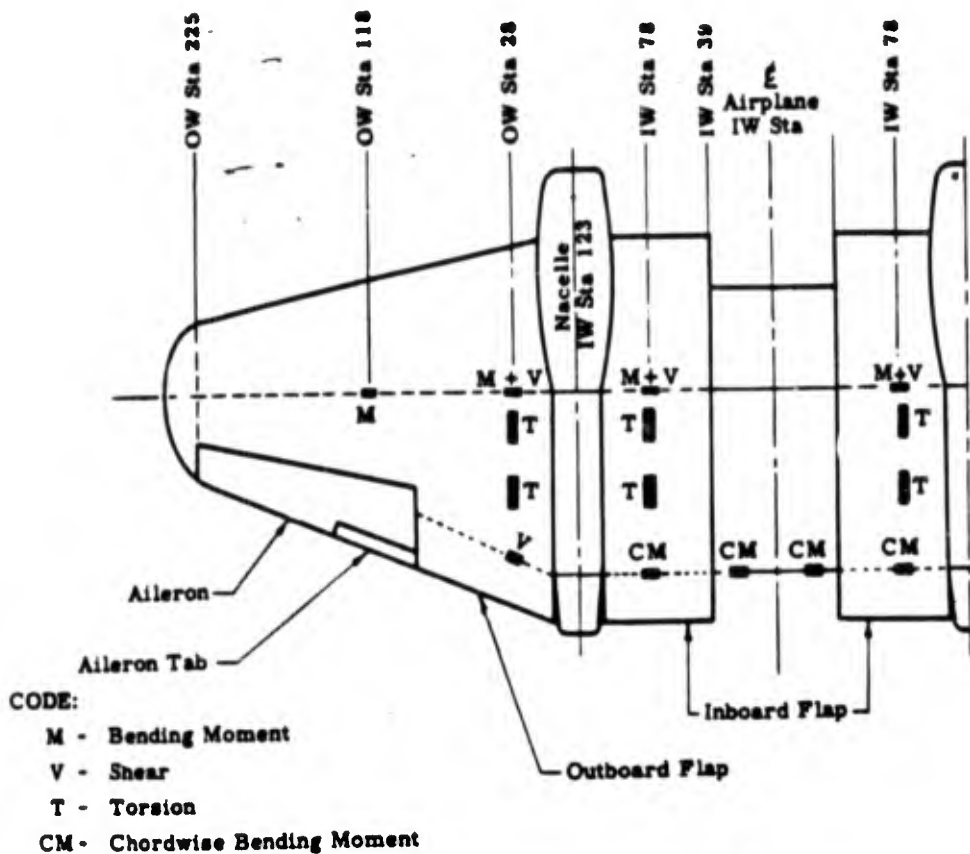 OW Sta 225
OW Sta 118
OW Sta 28
IW Sta 78
IW Sta 39
Airplane
IW Sta
IW Sta 78
Nacelle
IW Sta 123
M
M + V
M+V
M+V
T
T
T
T
T
T
V
CM
CM
CM
CM
Aileron
Aileron Tab
Inboard Flap
Outboard Flap
CODE:
M - Bending Moment
V - Shear
T - Torsion
CM - Chordwise Bending Moment